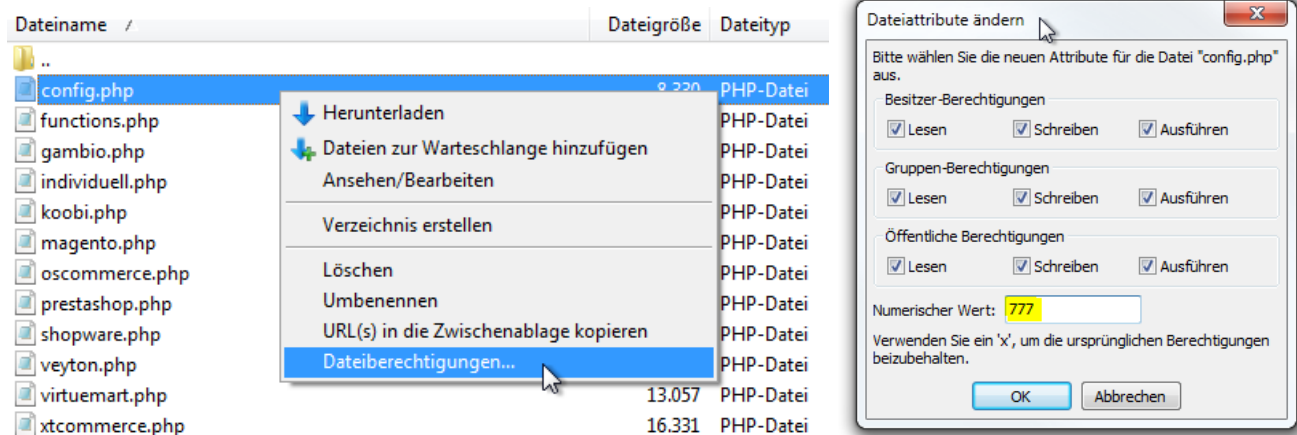 Dateiname / Dateigröße Dateityp
..
config.php 8.330 PHP-Datei
functions.php PHP-Datei
gambio.php PHP-Datei
individuell.php PHP-Datei
koobi.php PHP-Datei
magento.php PHP-Datei
oscommerce.php PHP-Datei
prestashop.php PHP-Datei
shopware.php PHP-Datei
veyton.php PHP-Datei
virtuemart.php 13.057 PHP-Datei
xtcommerce.php 16.331 PHP-Datei
Herunterladen
Dateien zur Warteschlange hinzufügen
Ansehen/Bearbeiten
Verzeichnis erstellen
Löschen
Umbenennen
URL(s) in die Zwischenablage kopieren
Dateiberechtigungen...
Dateiattribute ändern
Bitte wählen Sie die neuen Attribute für die Datei "config.php"
aus.
Besitzer-Berechtigungen
Lesen Schreiben Ausführen
Gruppen-Berechtigungen
Lesen Schreiben Ausführen
Öffentliche Berechtigungen
Lesen Schreiben Ausführen
Numerischer Wert: 777
Verwenden Sie ein 'x', um die ursprünglichen Berechtigungen
beizubehalten.
OK Abbrechen